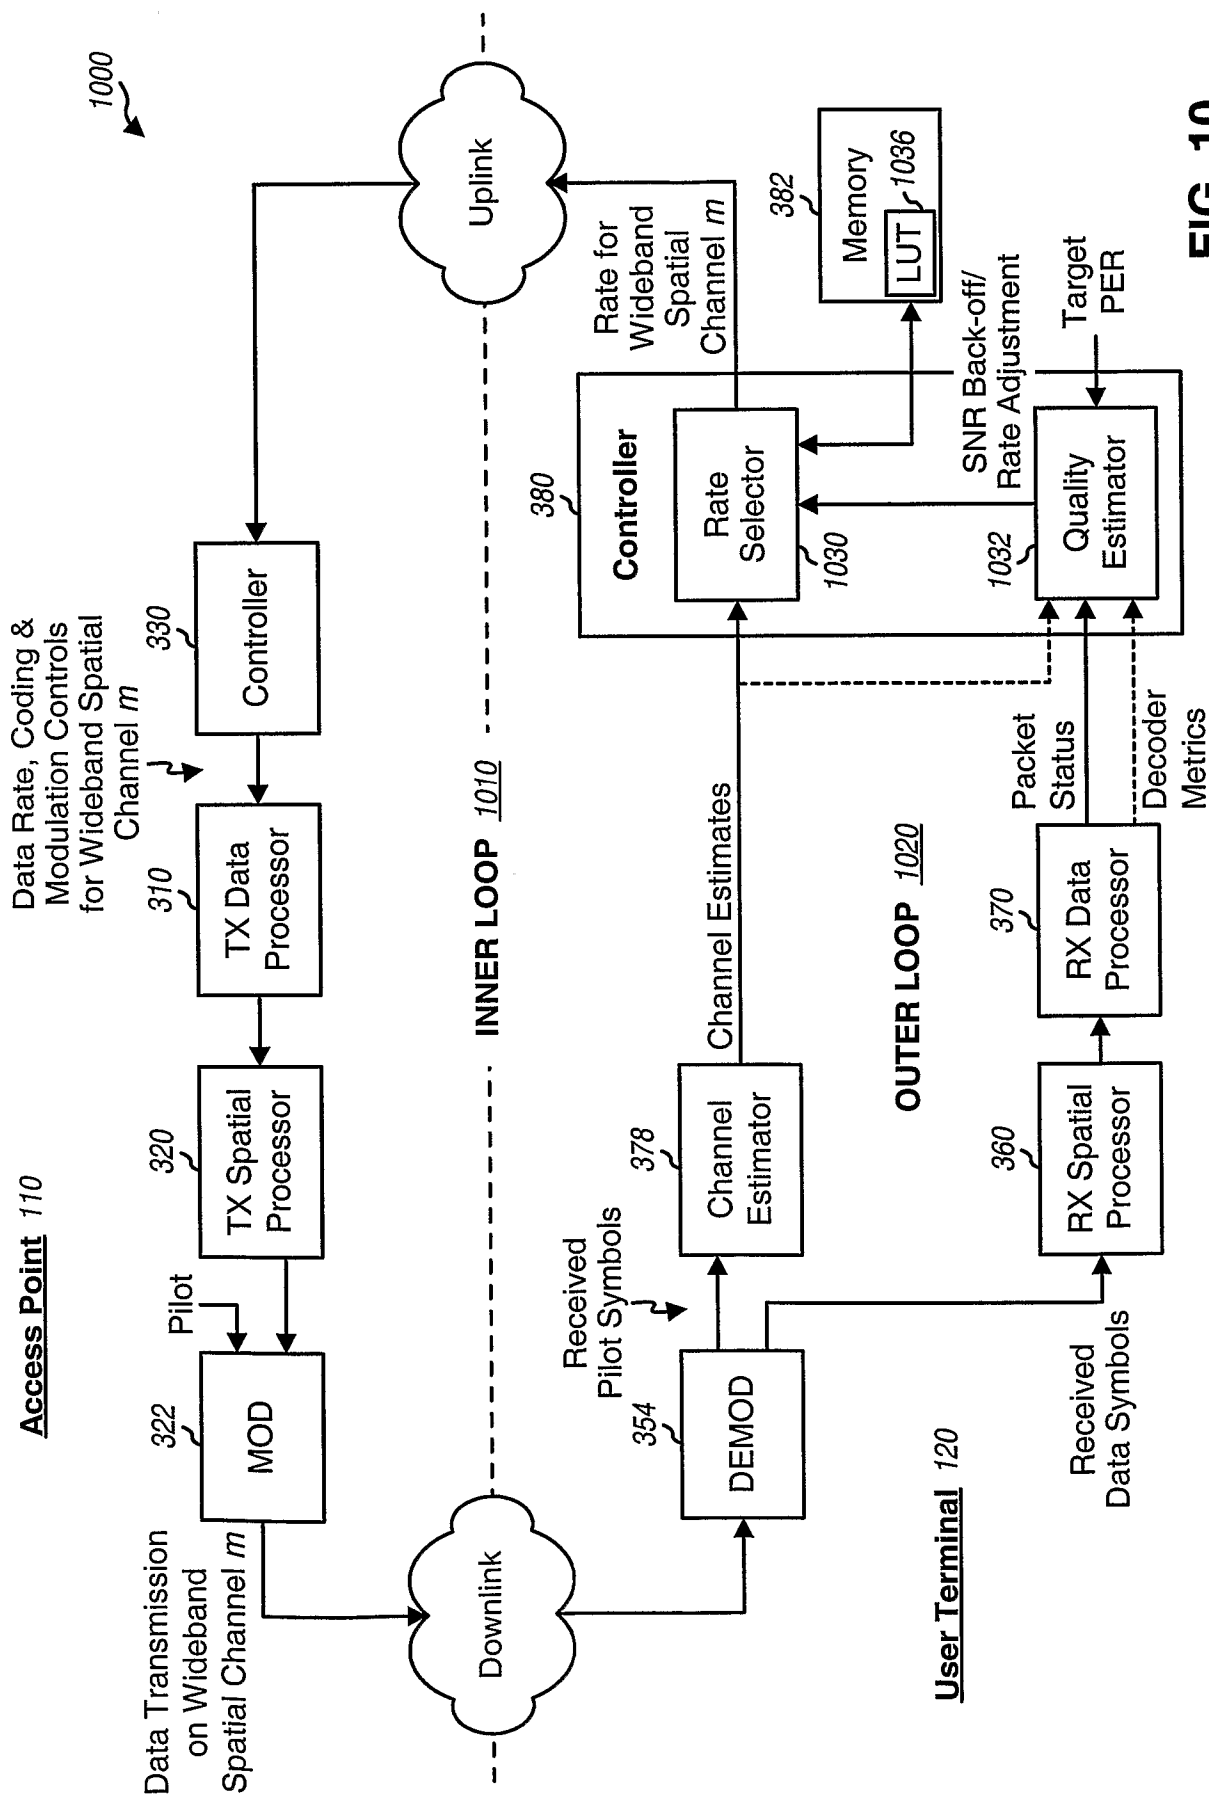 1000
Access Point 110
Data Transmission
on Wideband
Spatial Channel m
322
MOD
Pilot
320
TX Spatial
Processor
310
TX Data
Processor
Data Rate, Coding &
Modulation Controls
for Wideband Spatial
Channel m
330
Controller
Downlink
INNER LOOP 1010
Uplink
User Terminal 120
354
DEMOD
Received
Pilot Symbols
Received
Data Symbols
378
Channel
Estimator
Channel Estimates
OUTER LOOP 1020
360
RX Spatial
Processor
370
RX Data
Processor
Packet
Status
Decoder
Metrics
380
Controller
Rate
Selector
1030
1032
Quality
Estimator
SNR Back-off/
Rate Adjustment
Target
PER
Rate for
Wideband
Spatial
Channel m
382
Memory
LUT
1036
FIG. 10